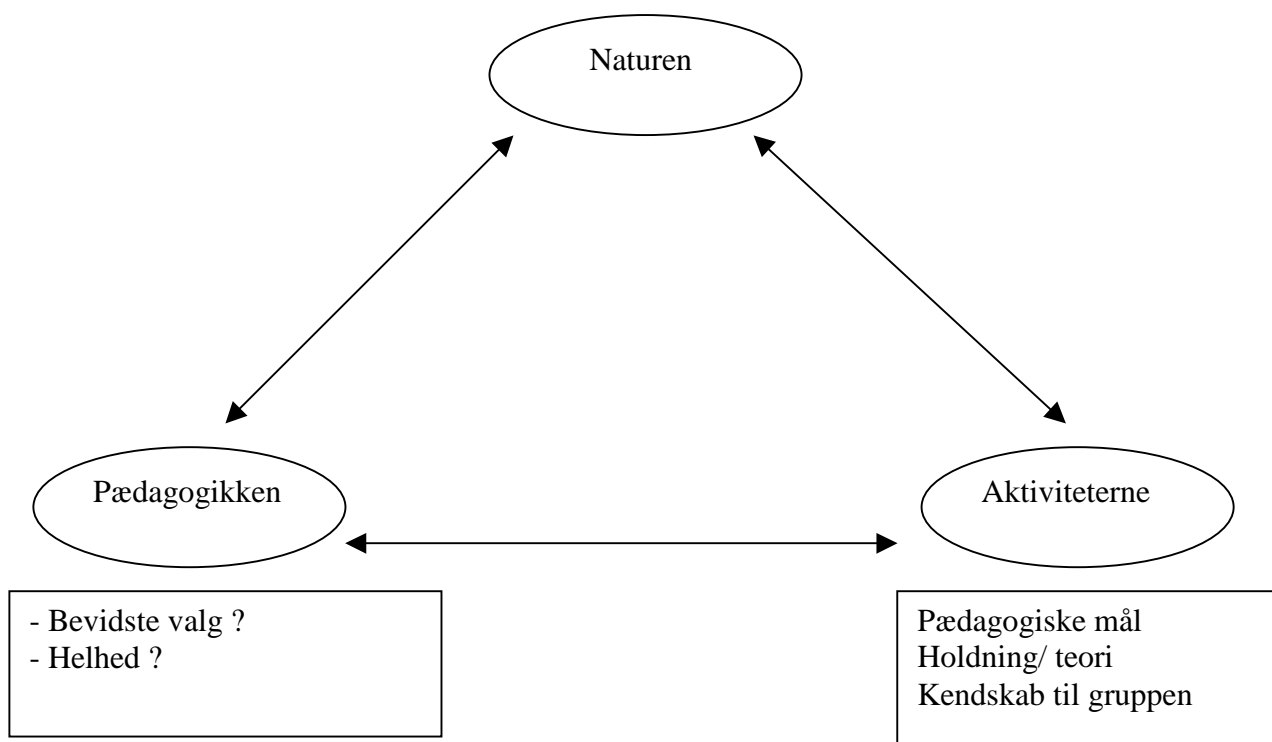 Naturen
Pædagogikken
Aktiviteterne
- Bevidste valg ?
- Helhed ?
Pædagogiske mål
Holdning/ teori
Kendskab til gruppen